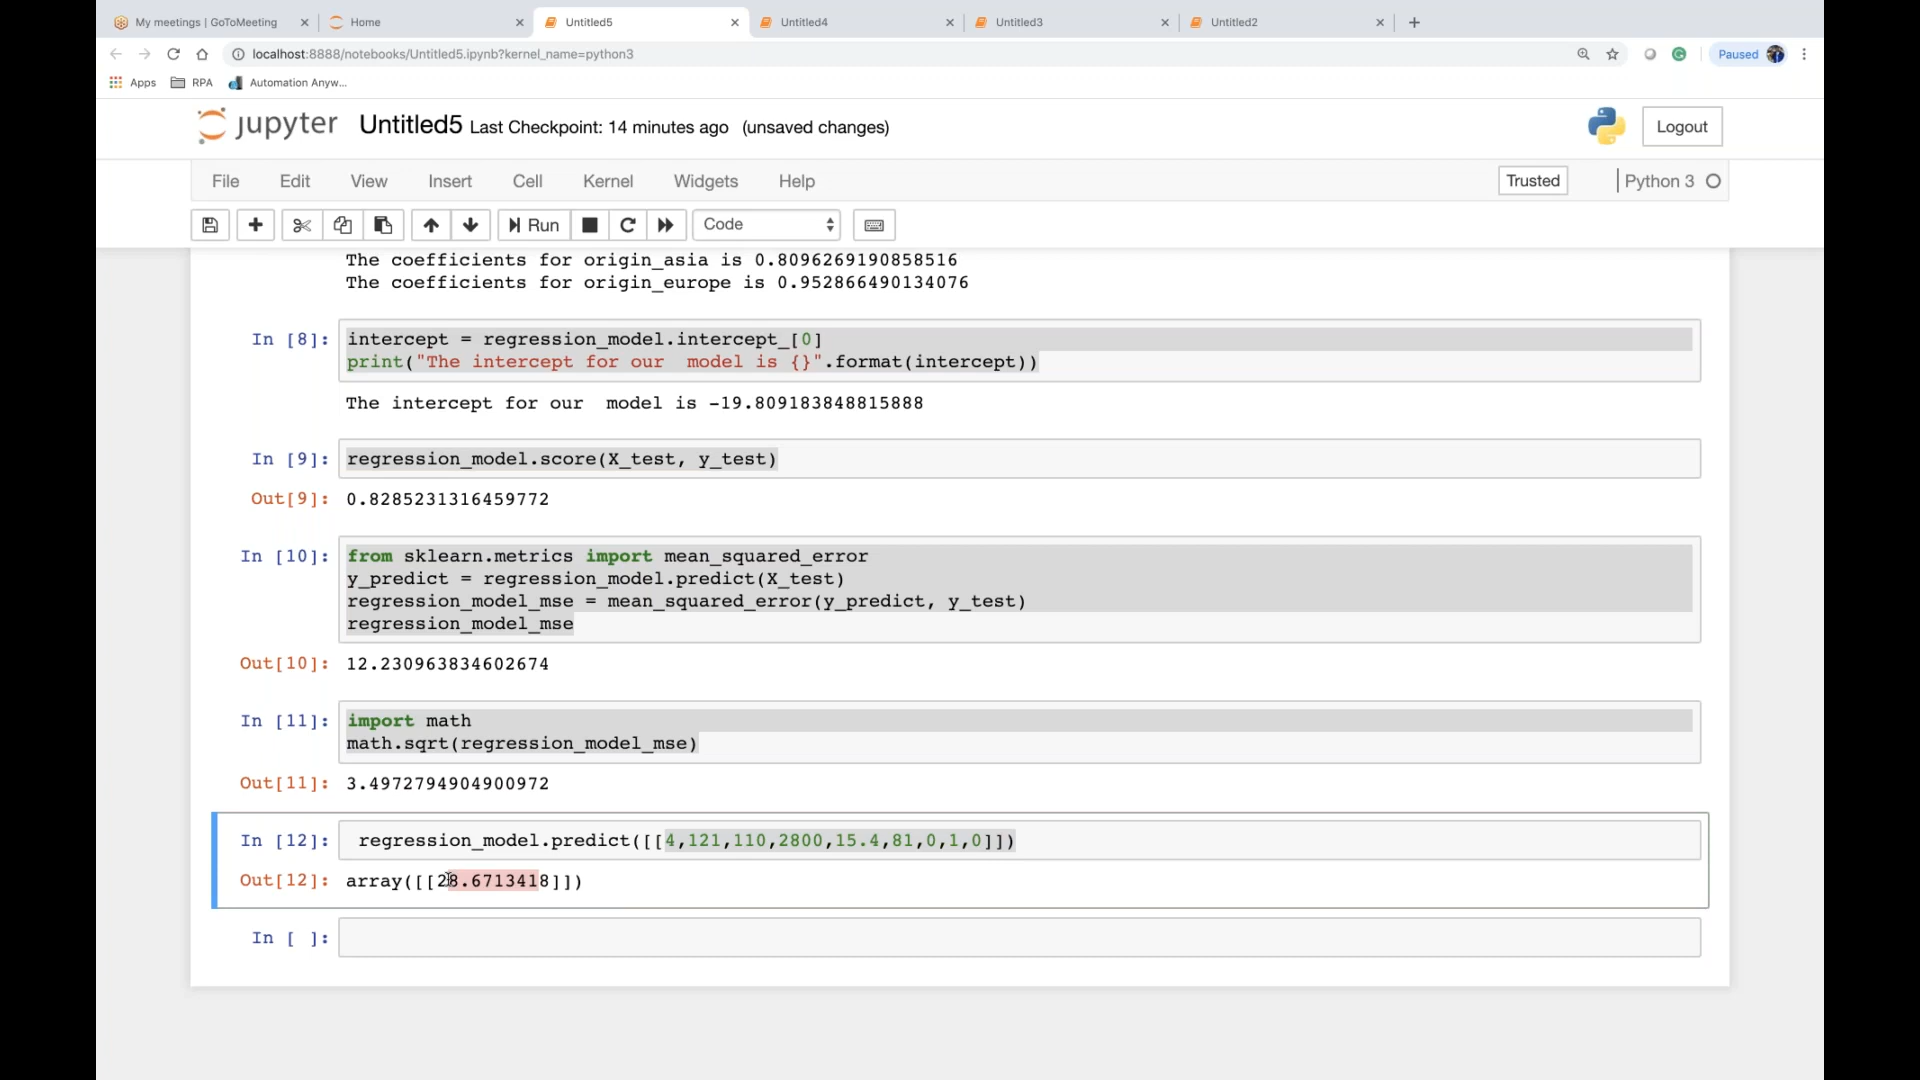 My meetings | GoToMeeting
Home
Untitled5
Untitled4
Untitled3
Untitled2
localhost:8888/notebooks/Untitled5.ipynb?kernel_name=python3
Paused
Apps
RPA
Automation Anyw...
jupyter Untitled5 Last Checkpoint: 14 minutes ago (unsaved changes)
Logout
File Edit View Insert Cell Kernel Widgets Help
Trusted
Python 3
Run
Code
The coefficients for origin_asia is 0.8096269190858516
The coefficients for origin_europe is 0.952866490134076
In [8]: intercept = regression_model.intercept_[0]
print("The intercept for our  model is {}".format(intercept))
The intercept for our  model is -19.809183848815888
In [9]: regression_model.score(X_test, y_test)
Out[9]: 0.8285231316459772
In [10]: from sklearn.metrics import mean_squared_error
y_predict = regression_model.predict(X_test)
regression_model_mse = mean_squared_error(y_predict, y_test)
regression_model_mse
Out[10]: 12.230963834602674
In [11]: import math
math.sqrt(regression_model_mse)
Out[11]: 3.4972794904900972
In [12]: regression_model.predict([[4,121,110,2800,15.4,81,0,1,0]])
Out[12]: array([[28.6713418]])
In [ ]: